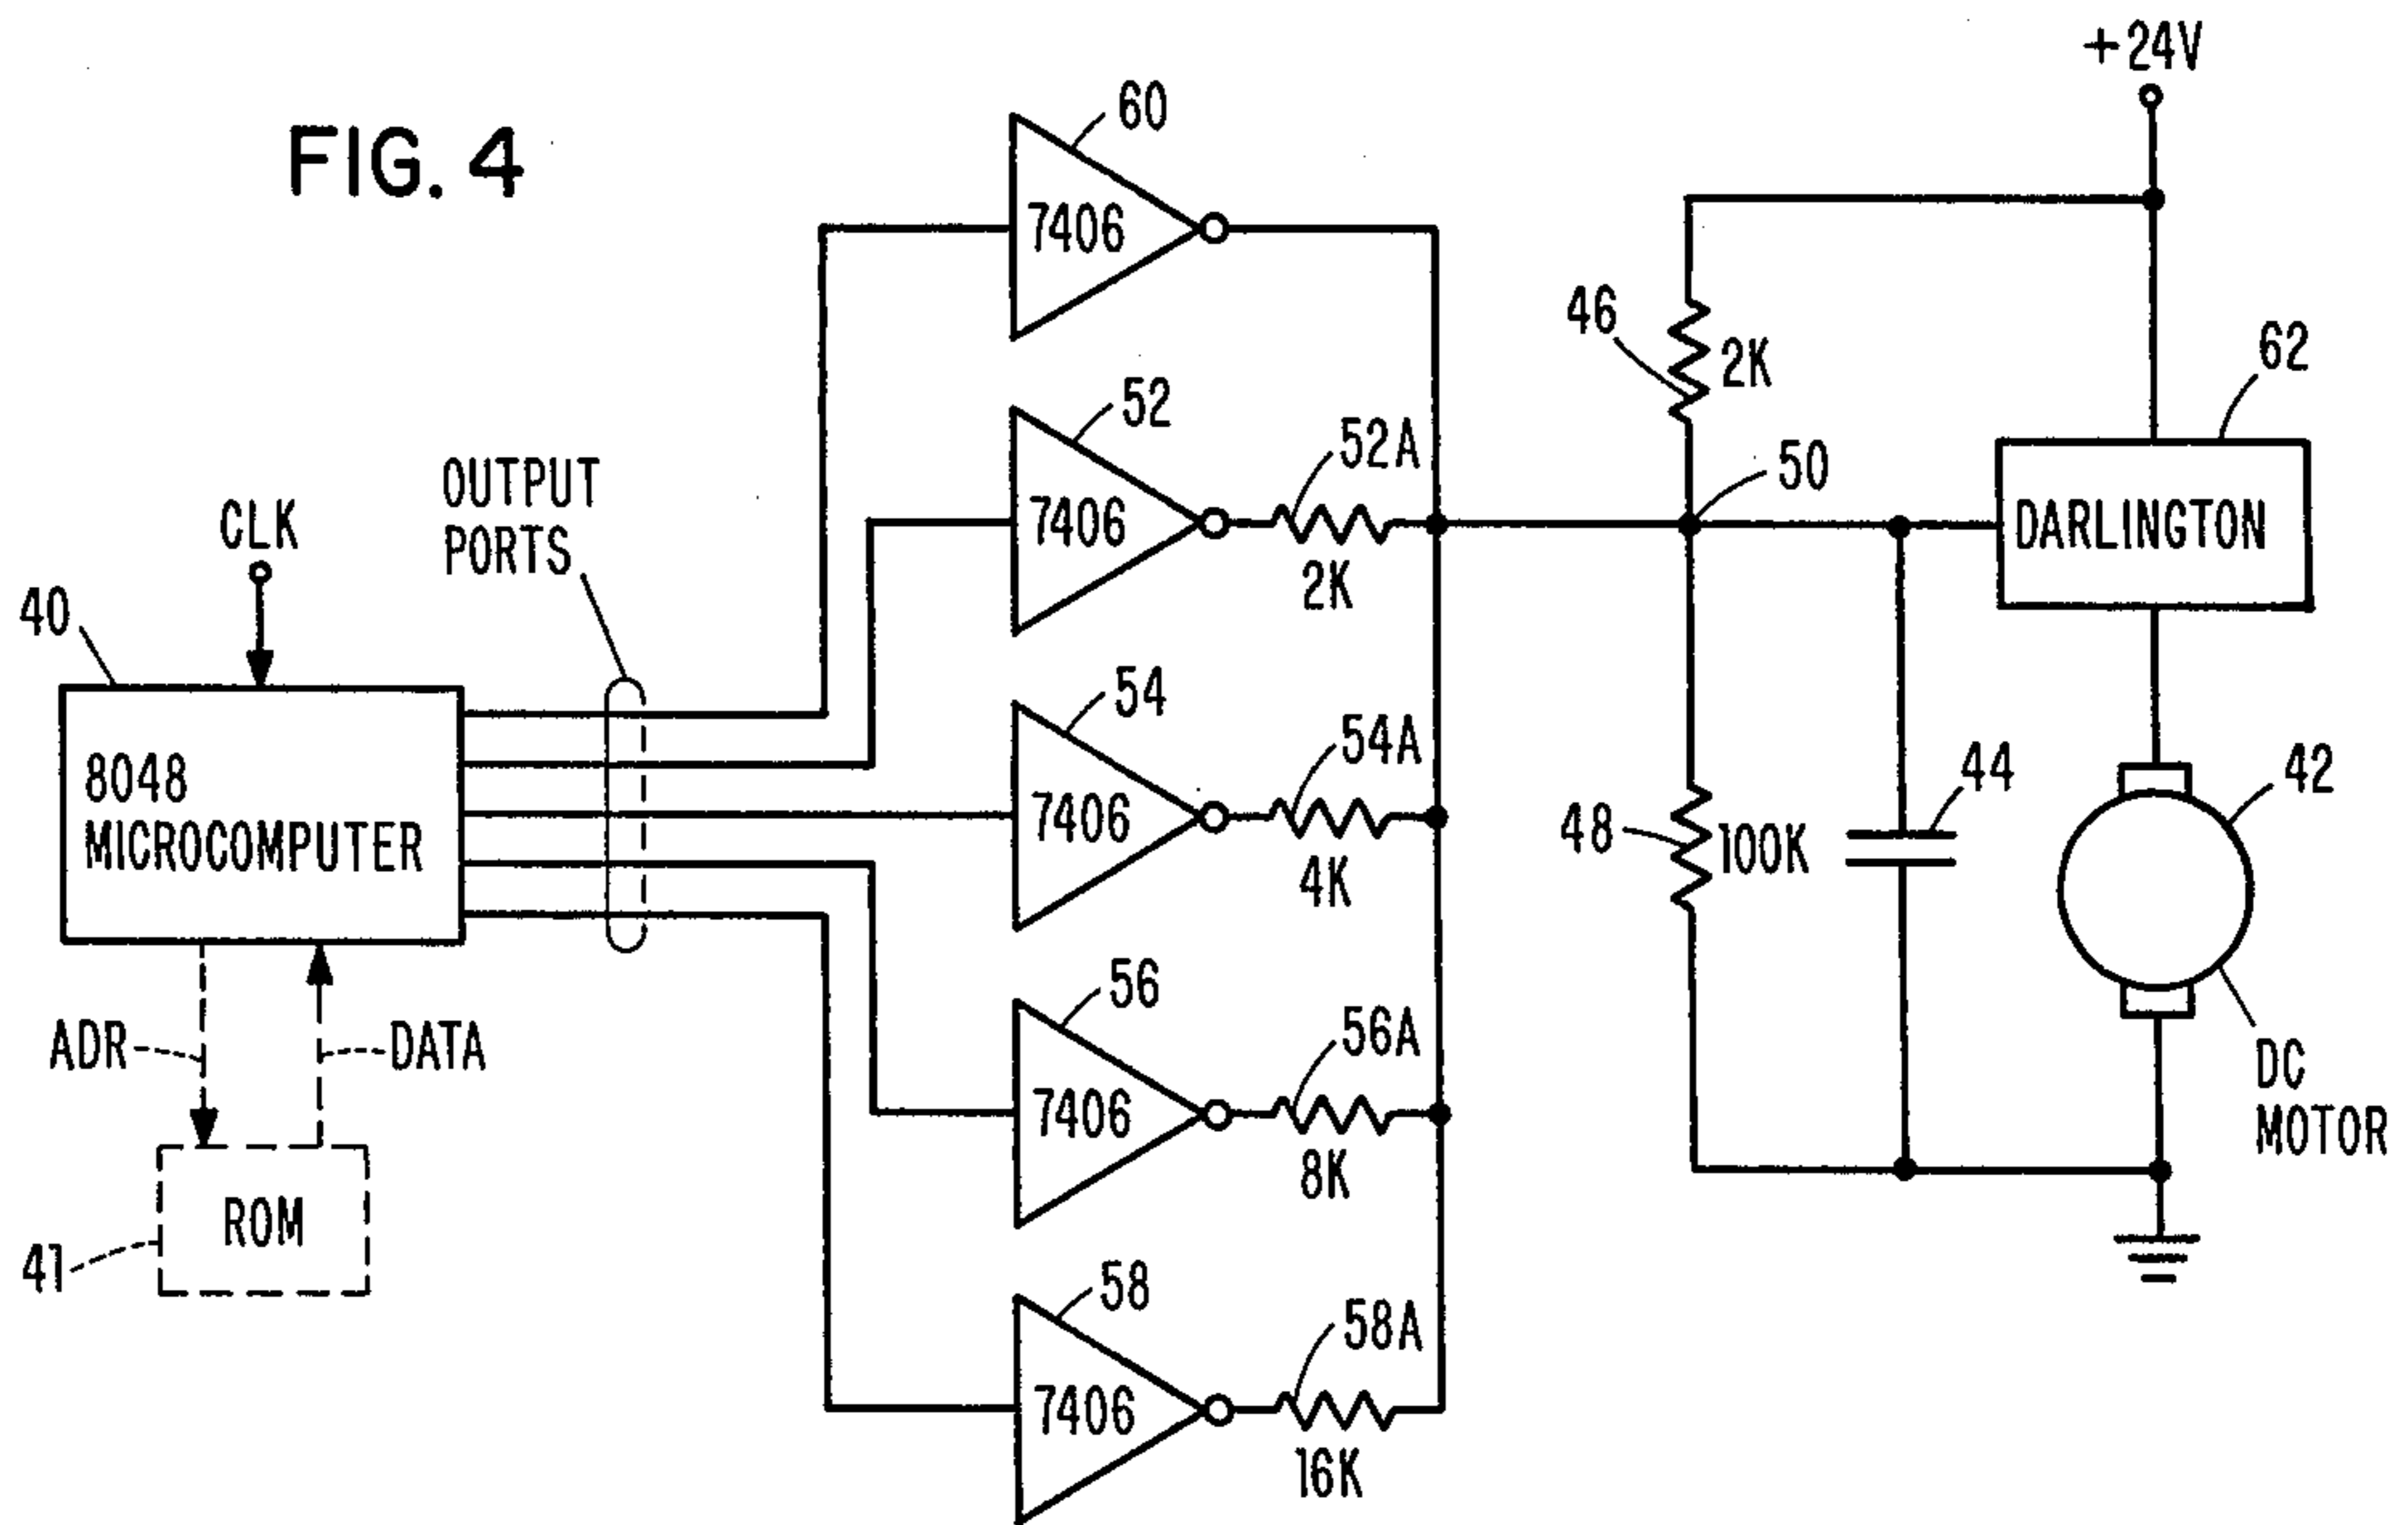 FIG. 4
+24V
60
7406
46
2K
62
52
52A
7406
2K
50
DARLINGTON
OUTPUT
PORTS
CLK
40
8048
MICROCOMPUTER
54
54A
7406
4K
48
100K
44
42
DC
MOTOR
56
56A
7406
8K
ADR
DATA
ROM
41
58
58A
7406
16K